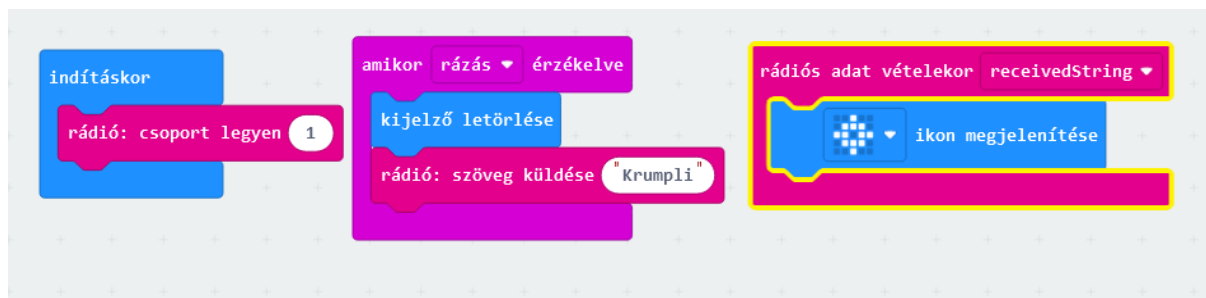 indításkor
rádió: csoport legyen 1
amikor rázás érzékelve
kijelző letörlése
rádió: szöveg küldése "Krumpli"
rádiós adat vételekor receivedString
ikon megjelenítése